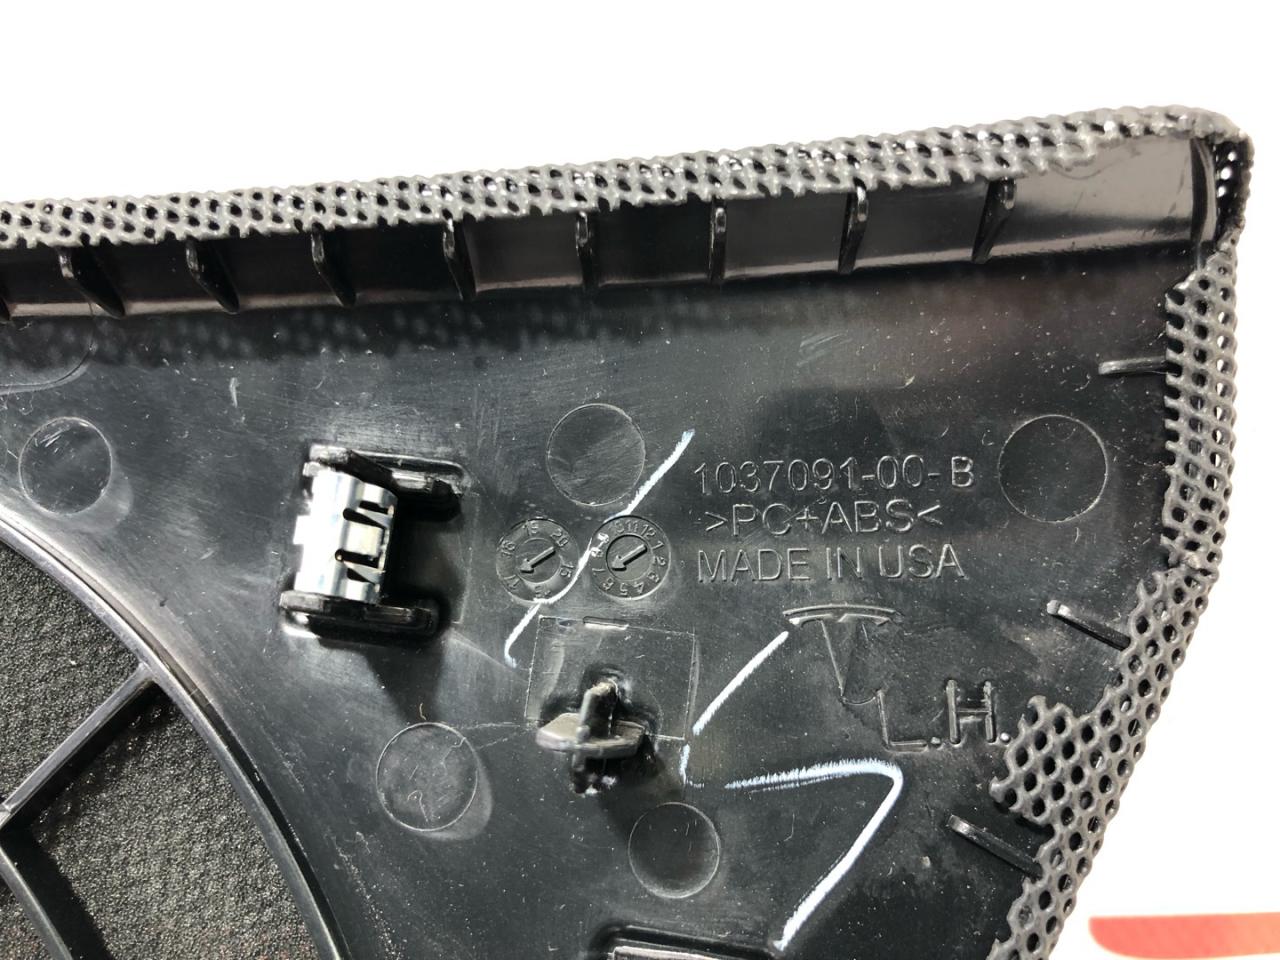 1037091-00-B
>PC+ABS<
MADE IN USA
L.H.